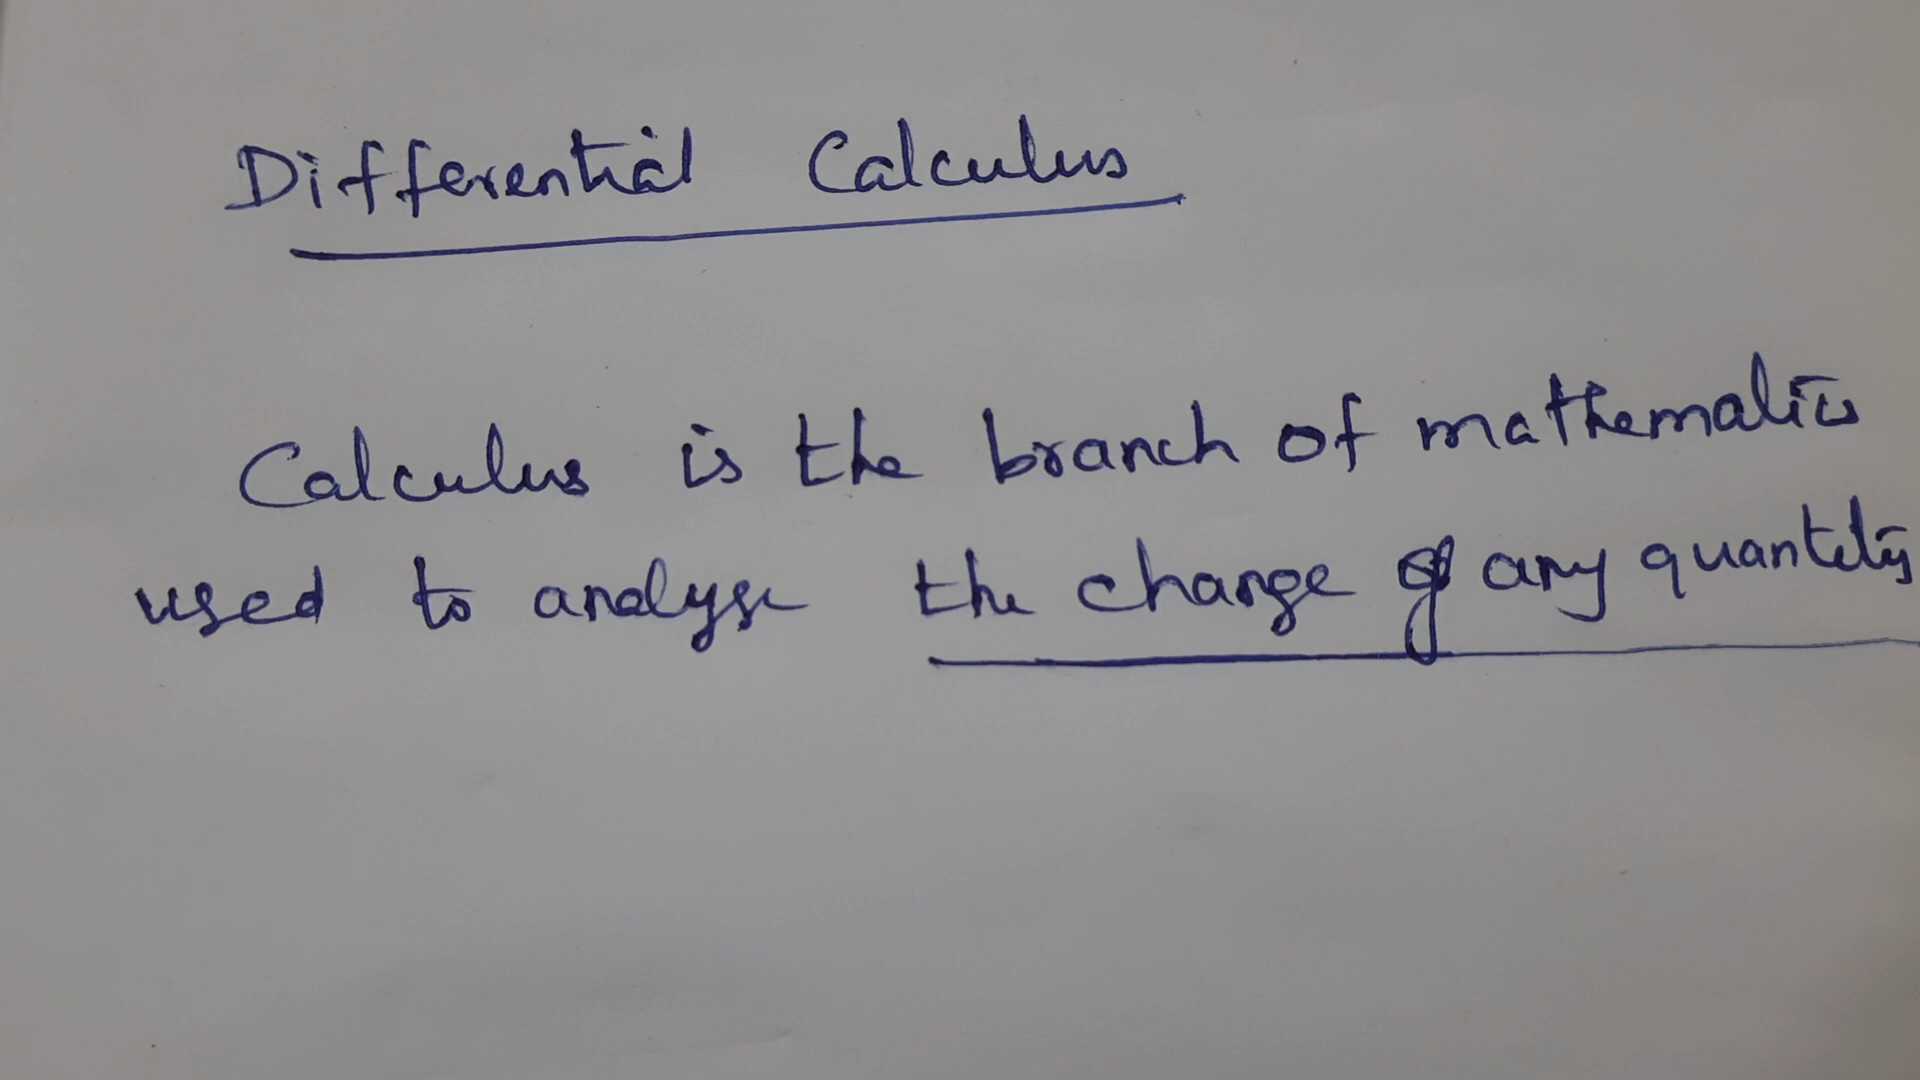 Differential Calculus
Calculus is the branch of mathematics
used to analyse the change of any quantity